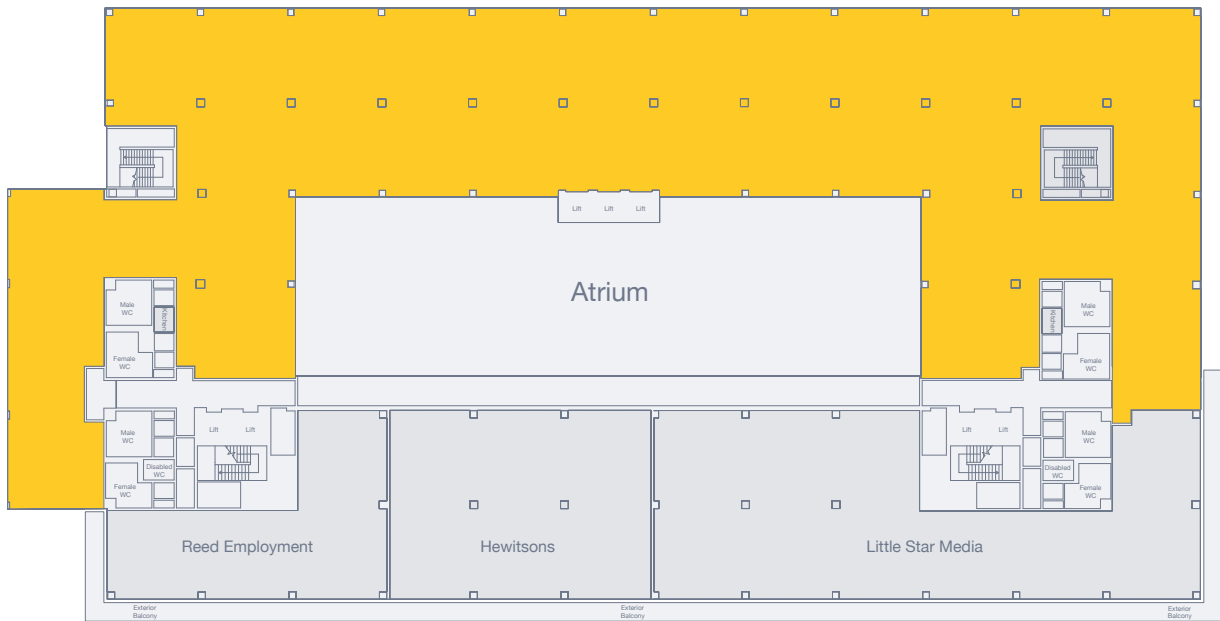 Lift Lift Lift
Atrium
Male
WC
Kitchen
Female
WC
Kitchen
Male
WC
Female
WC
Male
WC
Lift Lift
Disabled
WC
Female
WC
Lift Lift
Male
WC
Disabled
WC
Female
WC
Reed Employment
Hewitsons
Little Star Media
Exterior
Balcony
Exterior
Balcony
Exterior
Balcony